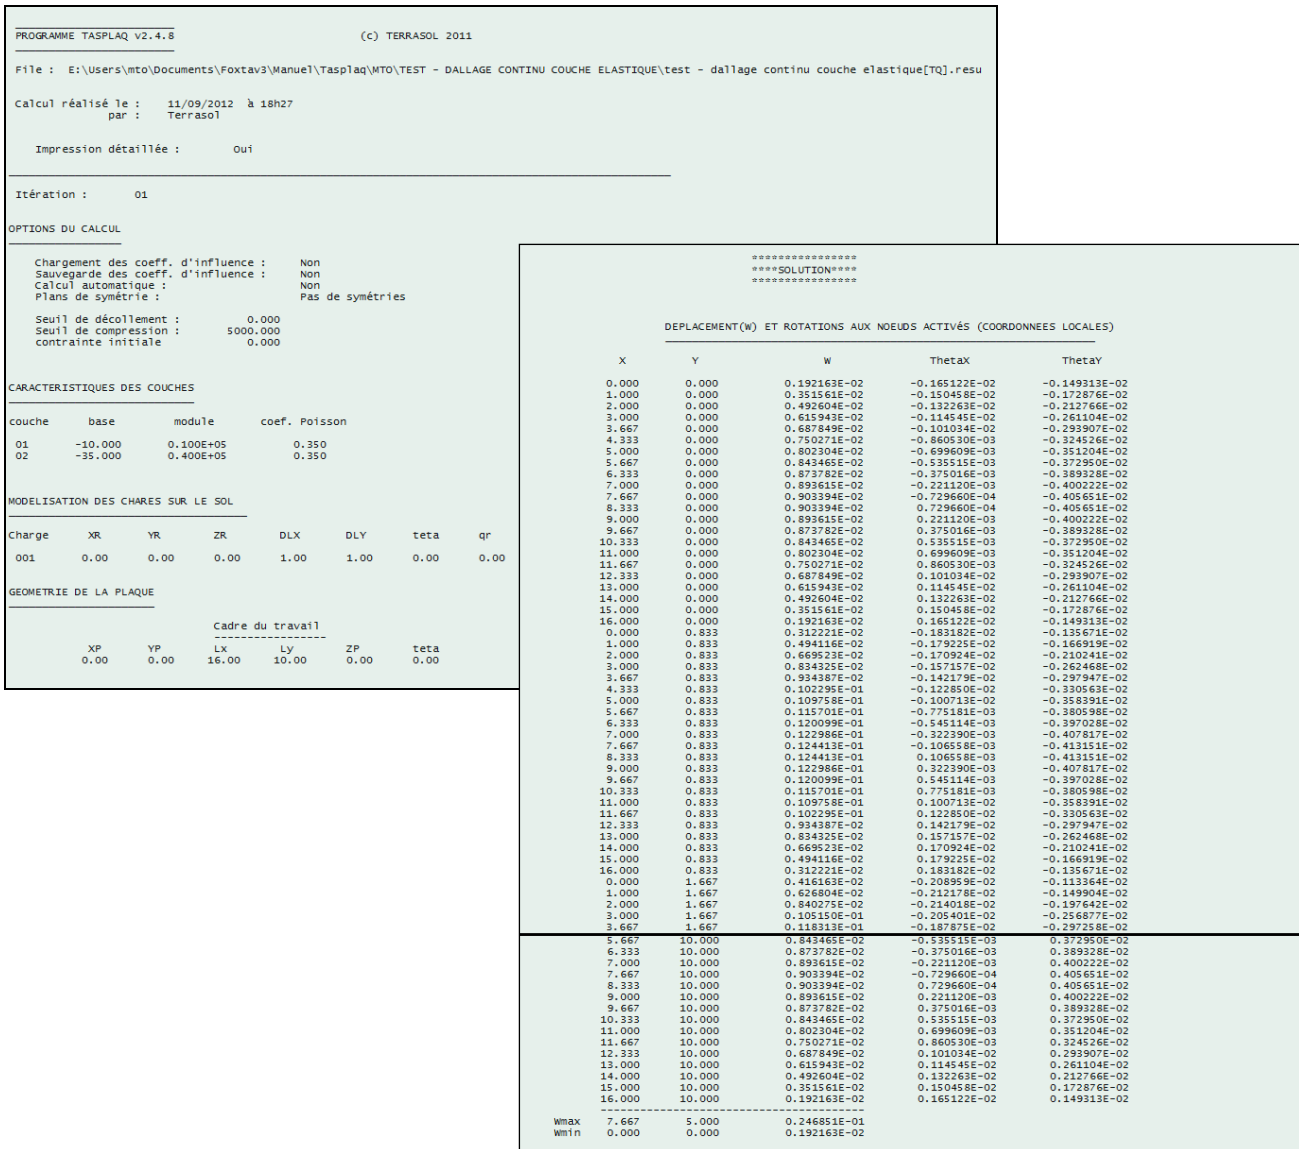 PROGRAMME TASPLAQ v2.4.8 (c) TERRASOL 2011
File : E:\Users\mto\Documents\Foxtav3\Manuel\Tasplaq\MTO\TEST - DALLAGE CONTINU COUCHE ELASTIQUE\test - dallage continu couche elastique[TQ].resu
Calcul réalisé le : 11/09/2012 à 18h27
par : Terrasol
Impression détaillée : Oui
Itération : 01
OPTIONS DU CALCUL
Chargement des coeff. d'influence : Non
Sauvegarde des coeff. d'influence : Non
Calcul automatique : Non
Plans de symétrie : Pas de symétries
Seuil de décollement : 0.000
Seuil de compression : 5000.000
contrainte initiale 0.000
CARACTERISTIQUES DES COUCHES
couche base module coef. Poisson
01 -10.000 0.100E+05 0.350
02 -35.000 0.400E+05 0.350
MODELISATION DES CHARES SUR LE SOL
Charge XR YR ZR DLX DLY teta qr
001 0.00 0.00 0.00 1.00 1.00 0.00 0.00
GEOMETRIE DE LA PLAQUE
Cadre du travail
-----------------
XP YP Lx Ly ZP teta
0.00 0.00 16.00 10.00 0.00 0.00
****************
****SOLUTION****
****************
DEPLACEMENT(W) ET ROTATIONS AUX NOEUDS ACTIVéS (COORDONNEES LOCALES)
X Y W ThetaX ThetaY
0.000 0.000 0.192163E-02 -0.165122E-02 -0.149313E-02
1.000 0.000 0.351561E-02 -0.150458E-02 -0.172876E-02
2.000 0.000 0.492604E-02 -0.132263E-02 -0.212766E-02
3.000 0.000 0.615943E-02 -0.114545E-02 -0.261104E-02
3.667 0.000 0.687849E-02 -0.101034E-02 -0.293907E-02
4.333 0.000 0.750271E-02 -0.860530E-03 -0.324526E-02
5.000 0.000 0.802304E-02 -0.699609E-03 -0.351204E-02
5.667 0.000 0.843465E-02 -0.535515E-03 -0.372950E-02
6.333 0.000 0.873782E-02 -0.375016E-03 -0.389328E-02
7.000 0.000 0.893615E-02 -0.221120E-03 -0.400222E-02
7.667 0.000 0.903394E-02 -0.729660E-04 -0.405651E-02
8.333 0.000 0.903394E-02 0.729660E-04 -0.405651E-02
9.000 0.000 0.893615E-02 0.221120E-03 -0.400222E-02
9.667 0.000 0.873782E-02 0.375016E-03 -0.389328E-02
10.333 0.000 0.843465E-02 0.535515E-03 -0.372950E-02
11.000 0.000 0.802304E-02 0.699609E-03 -0.351204E-02
11.667 0.000 0.750271E-02 0.860530E-03 -0.324526E-02
12.333 0.000 0.687849E-02 0.101034E-02 -0.293907E-02
13.000 0.000 0.615943E-02 0.114545E-02 -0.261104E-02
14.000 0.000 0.492604E-02 0.132263E-02 -0.212766E-02
15.000 0.000 0.351561E-02 0.150458E-02 -0.172876E-02
16.000 0.000 0.192163E-02 0.165122E-02 -0.149313E-02
0.000 0.833 0.312221E-02 -0.183182E-02 -0.135671E-02
1.000 0.833 0.494116E-02 -0.179225E-02 -0.166919E-02
2.000 0.833 0.669523E-02 -0.170924E-02 -0.210241E-02
3.000 0.833 0.834325E-02 -0.157157E-02 -0.262468E-02
3.667 0.833 0.934387E-02 -0.142179E-02 -0.297947E-02
4.333 0.833 0.102295E-01 -0.122850E-02 -0.330563E-02
5.000 0.833 0.109758E-01 -0.100713E-02 -0.358391E-02
5.667 0.833 0.115701E-01 -0.775181E-03 -0.380598E-02
6.333 0.833 0.120099E-01 -0.545114E-03 -0.397028E-02
7.000 0.833 0.122986E-01 -0.322390E-03 -0.407817E-02
7.667 0.833 0.124413E-01 -0.106558E-03 -0.413151E-02
8.333 0.833 0.124413E-01 0.106558E-03 -0.413151E-02
9.000 0.833 0.122986E-01 0.322390E-03 -0.407817E-02
9.667 0.833 0.120099E-01 0.545114E-03 -0.397028E-02
10.333 0.833 0.115701E-01 0.775181E-03 -0.380598E-02
11.000 0.833 0.109758E-01 0.100713E-02 -0.358391E-02
11.667 0.833 0.102295E-01 0.122850E-02 -0.330563E-02
12.333 0.833 0.934387E-02 0.142179E-02 -0.297947E-02
13.000 0.833 0.834325E-02 0.157157E-02 -0.262468E-02
14.000 0.833 0.669523E-02 0.170924E-02 -0.210241E-02
15.000 0.833 0.494116E-02 0.179225E-02 -0.166919E-02
16.000 0.833 0.312221E-02 0.183182E-02 -0.135671E-02
0.000 1.667 0.416163E-02 -0.208959E-02 -0.113364E-02
1.000 1.667 0.626804E-02 -0.212178E-02 -0.149904E-02
2.000 1.667 0.840275E-02 -0.214018E-02 -0.197642E-02
3.000 1.667 0.105150E-01 -0.205401E-02 -0.256877E-02
3.667 1.667 0.118313E-01 -0.187875E-02 -0.297258E-02
5.667 10.000 0.843465E-02 -0.535515E-03 0.372950E-02
6.333 10.000 0.873782E-02 -0.375016E-03 0.389328E-02
7.000 10.000 0.893615E-02 -0.221120E-03 0.400222E-02
7.667 10.000 0.903394E-02 -0.729660E-04 0.405651E-02
8.333 10.000 0.903394E-02 0.729660E-04 0.405651E-02
9.000 10.000 0.893615E-02 0.221120E-03 0.400222E-02
9.667 10.000 0.873782E-02 0.375016E-03 0.389328E-02
10.333 10.000 0.843465E-02 0.535515E-03 0.372950E-02
11.000 10.000 0.802304E-02 0.699609E-03 0.351204E-02
11.667 10.000 0.750271E-02 0.860530E-03 0.324526E-02
12.333 10.000 0.687849E-02 0.101034E-02 0.293907E-02
13.000 10.000 0.615943E-02 0.114545E-02 0.261104E-02
14.000 10.000 0.492604E-02 0.132263E-02 0.212766E-02
15.000 10.000 0.351561E-02 0.150458E-02 0.172876E-02
16.000 10.000 0.192163E-02 0.165122E-02 0.149313E-02
----------------------------------------
Wmax 7.667 5.000 0.246851E-01
Wmin 0.000 0.000 0.192163E-02